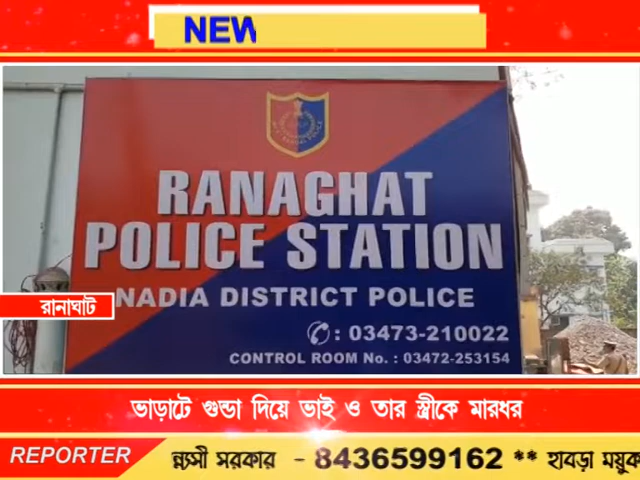 NEW
RANAGHAT
POLICE STATION
NADIA DISTRICT POLICE
: 03473-210022
CONTROL ROOM No. : 03472-253154
রানাঘাট
ভাড়াটে গুন্ডা দিয়ে ভাই ও তার স্ত্রীকে মারধর
REPORTER
সরকার - 8436599162 ** হাবড়া ময়ুক